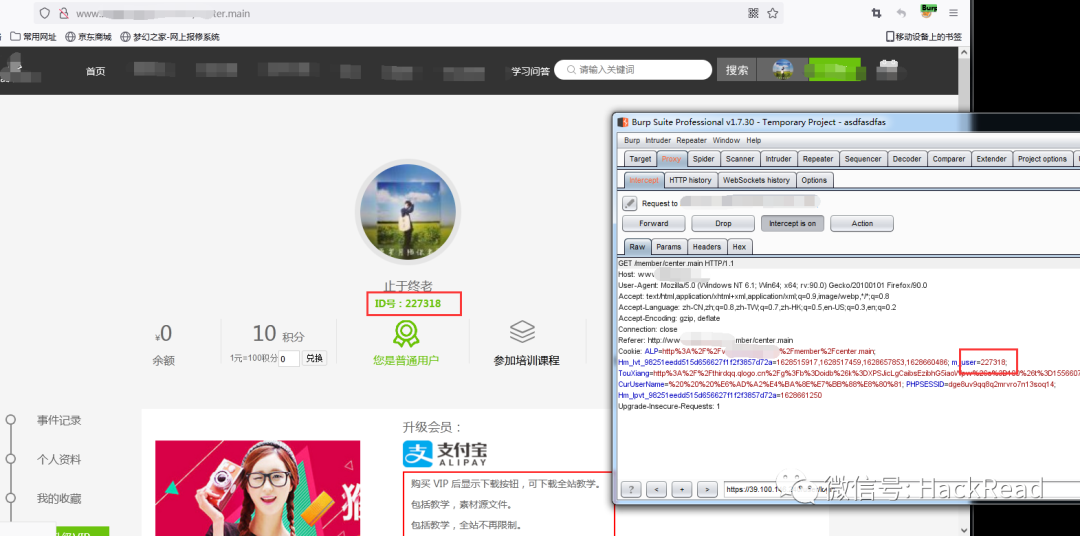 www.
ter.main
常用网址
京东商城
梦幻之家-网上报修系统
移动设备上的书签
首页
学习问答
请输入关键词
搜索
止于终老
ID号：227318
¥0
余额
10 积分
1元=100积分
0
兑换
您是普通用户
参加培训课程
事件记录
个人资料
我的收藏
升级会员：
支付宝
ALIPAY
购买 VIP 后显示下载按钮，可下载全站教学。
包括教学，素材源文件。
包括教学，全站不再限制。
Burp Suite Professional v1.7.30 - Temporary Project - asdfasdfas
Burp Intruder Repeater Window Help
Target Proxy Spider Scanner Intruder Repeater Sequencer Decoder Comparer Extender Project options
Intercept HTTP history WebSockets history Options
Request to
Forward Drop Intercept is on Action
Raw Params Headers Hex
GET /member/center.main HTTP/1.1
Host: www
User-Agent: Mozilla/5.0 (Windows NT 6.1; Win64; x64; rv:90.0) Gecko/20100101 Firefox/90.0
Accept: text/html,application/xhtml+xml,application/xml;q=0.9,image/webp,*/*;q=0.8
Accept-Language: zh-CN,zh;q=0.8,zh-TW;q=0.7,zh-HK;q=0.5,en-US;q=0.3,en;q=0.2
Accept-Encoding: gzip, deflate
Connection: close
Referer: http://www
mber/center.main
Cookie: ALP=http%3A%2F%2F
%2Fmember%2Fcenter.main;
Hm_lvt_98251eedd515d656627f1f2f3857d72a=1628515917,1628517459,1628657853,1628660486; m_user=227318;
TouXiang=http%3A%2F%2Fthirdqq.qlogo.cn%2Fg%3Fb%3Doidb%26k%3DXPSJicLgCaibsEzibhG5iao
CurUserName=%20%20%20%E6%AD%A2%E4%BA%8E%E7%BB%88%E8%80%81; PHPSESSID=dge8uv9qq8q2mrvro7n13soq14;
Hm_lpvt_98251eedd515d656627f1f2f3857d72a=1628661250
Upgrade-Insecure-Requests: 1
? < + >
https://39.100.1
微信号: HackRead